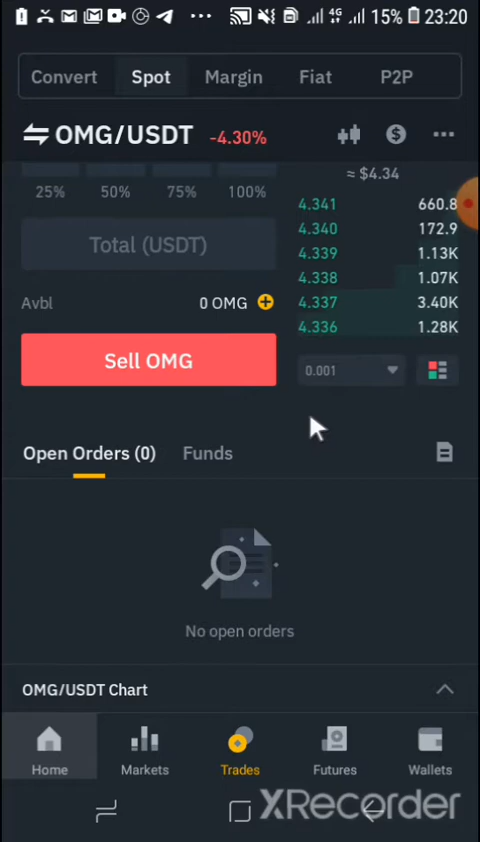 15% 23:20
Convert Spot Margin Fiat P2P
OMG/USDT -4.30%
≈ $4.34
25% 50% 75% 100%
4.341 660.8
4.340 172.9
Total (USDT)
4.339 1.13K
4.338 1.07K
Avbl 0 OMG
4.337 3.40K
4.336 1.28K
Sell OMG
0.001
Open Orders (0) Funds
No open orders
OMG/USDT Chart
Home Markets Trades Futures Wallets
XRecorder